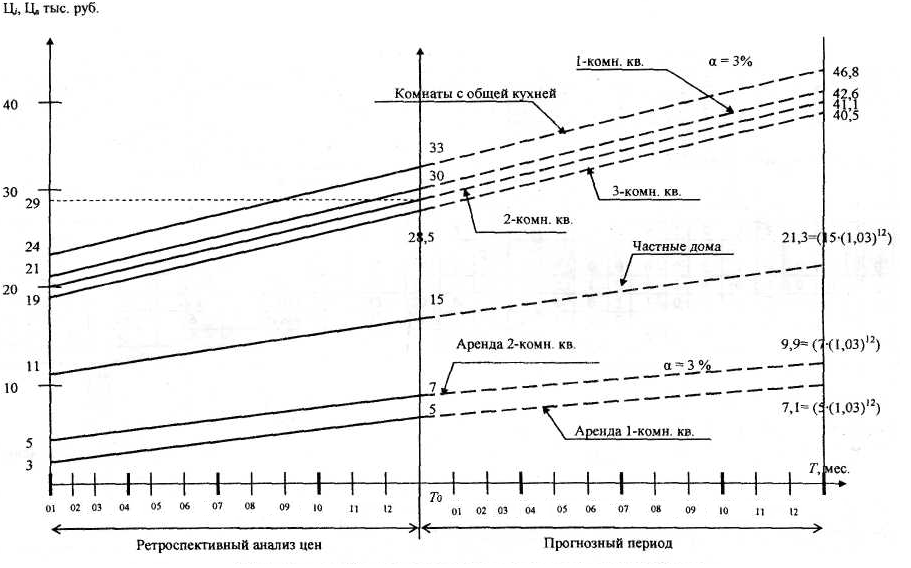 Цi, Ца тыс. руб.
1-комн. кв.
α = 3%
46,8
Комнаты с общей кухней
42,6
40
41,1
40,5
33
30
30
29
3-комн. кв.
2-комн. кв.
28,5
24
Частные дома
21,3=(15·(1,03)¹²)
21
20
19
15
11
Аренда 2-комн. кв.
9,9= (7·(1,03)¹²)
α = 3 %
10
7
5
7,1= (5·(1,03)¹²)
5
Аренда 1-комн. кв.
3
T, мес.
01 02 03 04 05 06 07 08 09 10 11 12 T0 01 02 03 04 05 06 07 08 09 10 11 12
Ретроспективный анализ цен
Прогнозный период